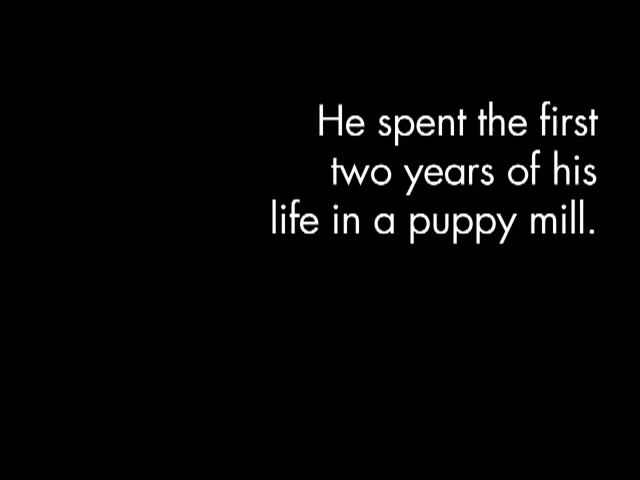 He spent the first
two years of his
life in a puppy mill.